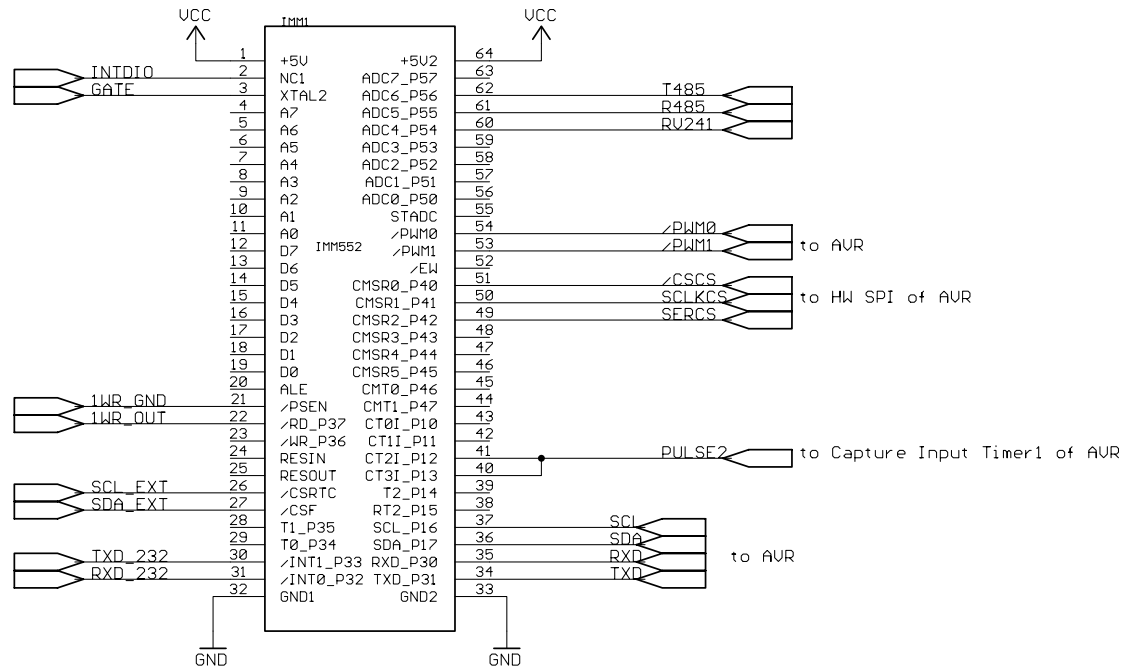 VCC IMM1 VCC
1 +5V +5V2 64
INTDIO 2 NC1 ADC7_P57 63
GATE 3 XTAL2 ADC6_P56 62 T485
4 A7 ADC5_P55 61 R485
5 A6 ADC4_P54 60 RV241
6 A5 ADC3_P53 59
7 A4 ADC2_P52 58
8 A3 ADC1_P51 57
9 A2 ADC0_P50 56
10 A1 STADC 55
11 A0 /PWM0 54 /PWM0
12 D7 IMM552 /PWM1 53 /PWM1 to AVR
13 D6 /EW 52
14 D5 CMSR0_P40 51 /CSCS
15 D4 CMSR1_P41 50 SCLKCS to HW SPI of AVR
16 D3 CMSR2_P42 49 SERCS
17 D2 CMSR3_P43 48
18 D1 CMSR4_P44 47
19 D0 CMSR5_P45 46
20 ALE CMT0_P46 45
1WR_GND 21 /PSEN CMT1_P47 44
1WR_OUT 22 /RD_P37 CT0I_P10 43
23 /WR_P36 CT1I_P11 42
24 RESIN CT2I_P12 41 PULSE2 to Capture Input Timer1 of AVR
25 RESOUT CT3I_P13 40
SCL_EXT 26 /CSRTC T2_P14 39
SDA_EXT 27 /CSF RT2_P15 38
28 T1_P35 SCL_P16 37 SCL
29 T0_P34 SDA_P17 36 SDA
TXD_232 30 /INT1_P33 RXD_P30 35 RXD to AVR
RXD_232 31 /INT0_P32 TXD_P31 34 TXD
32 GND1 GND2 33
GND GND